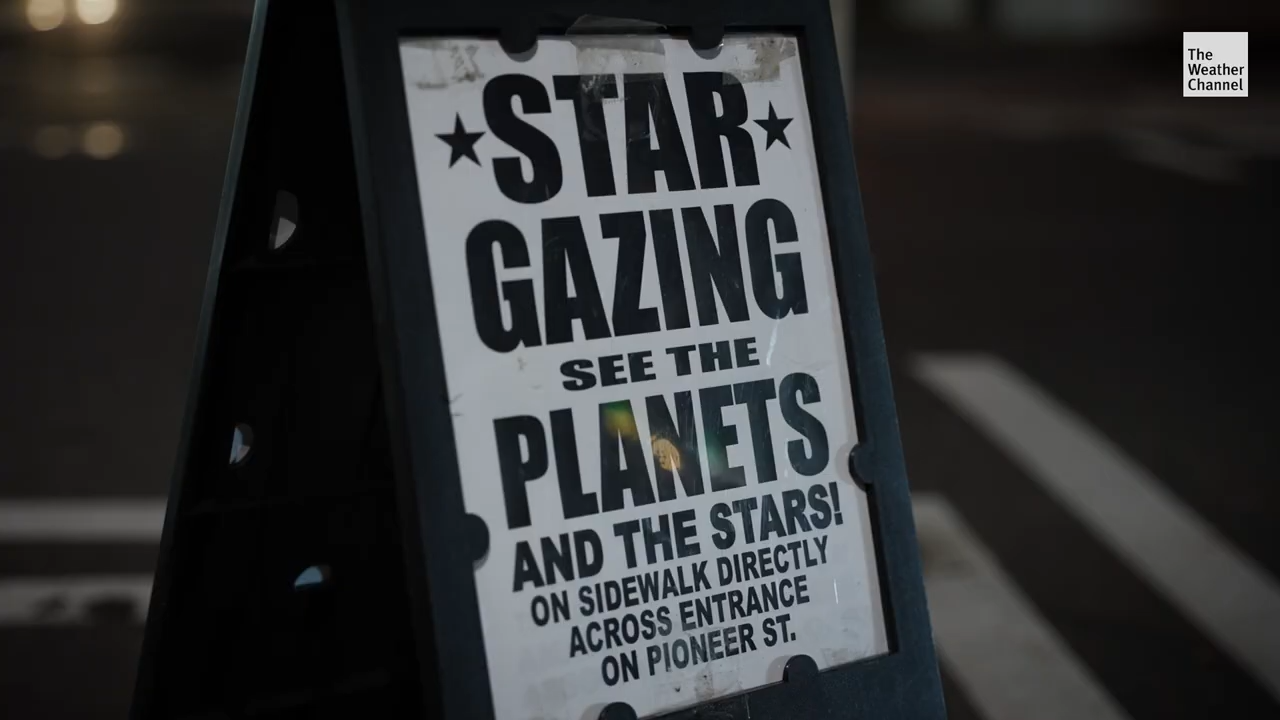 The
Weather
Channel
★STAR★
GAZING
SEE THE
PLANETS
AND THE STARS!
ON SIDEWALK DIRECTLY
ACROSS ENTRANCE
ON PIONEER ST.